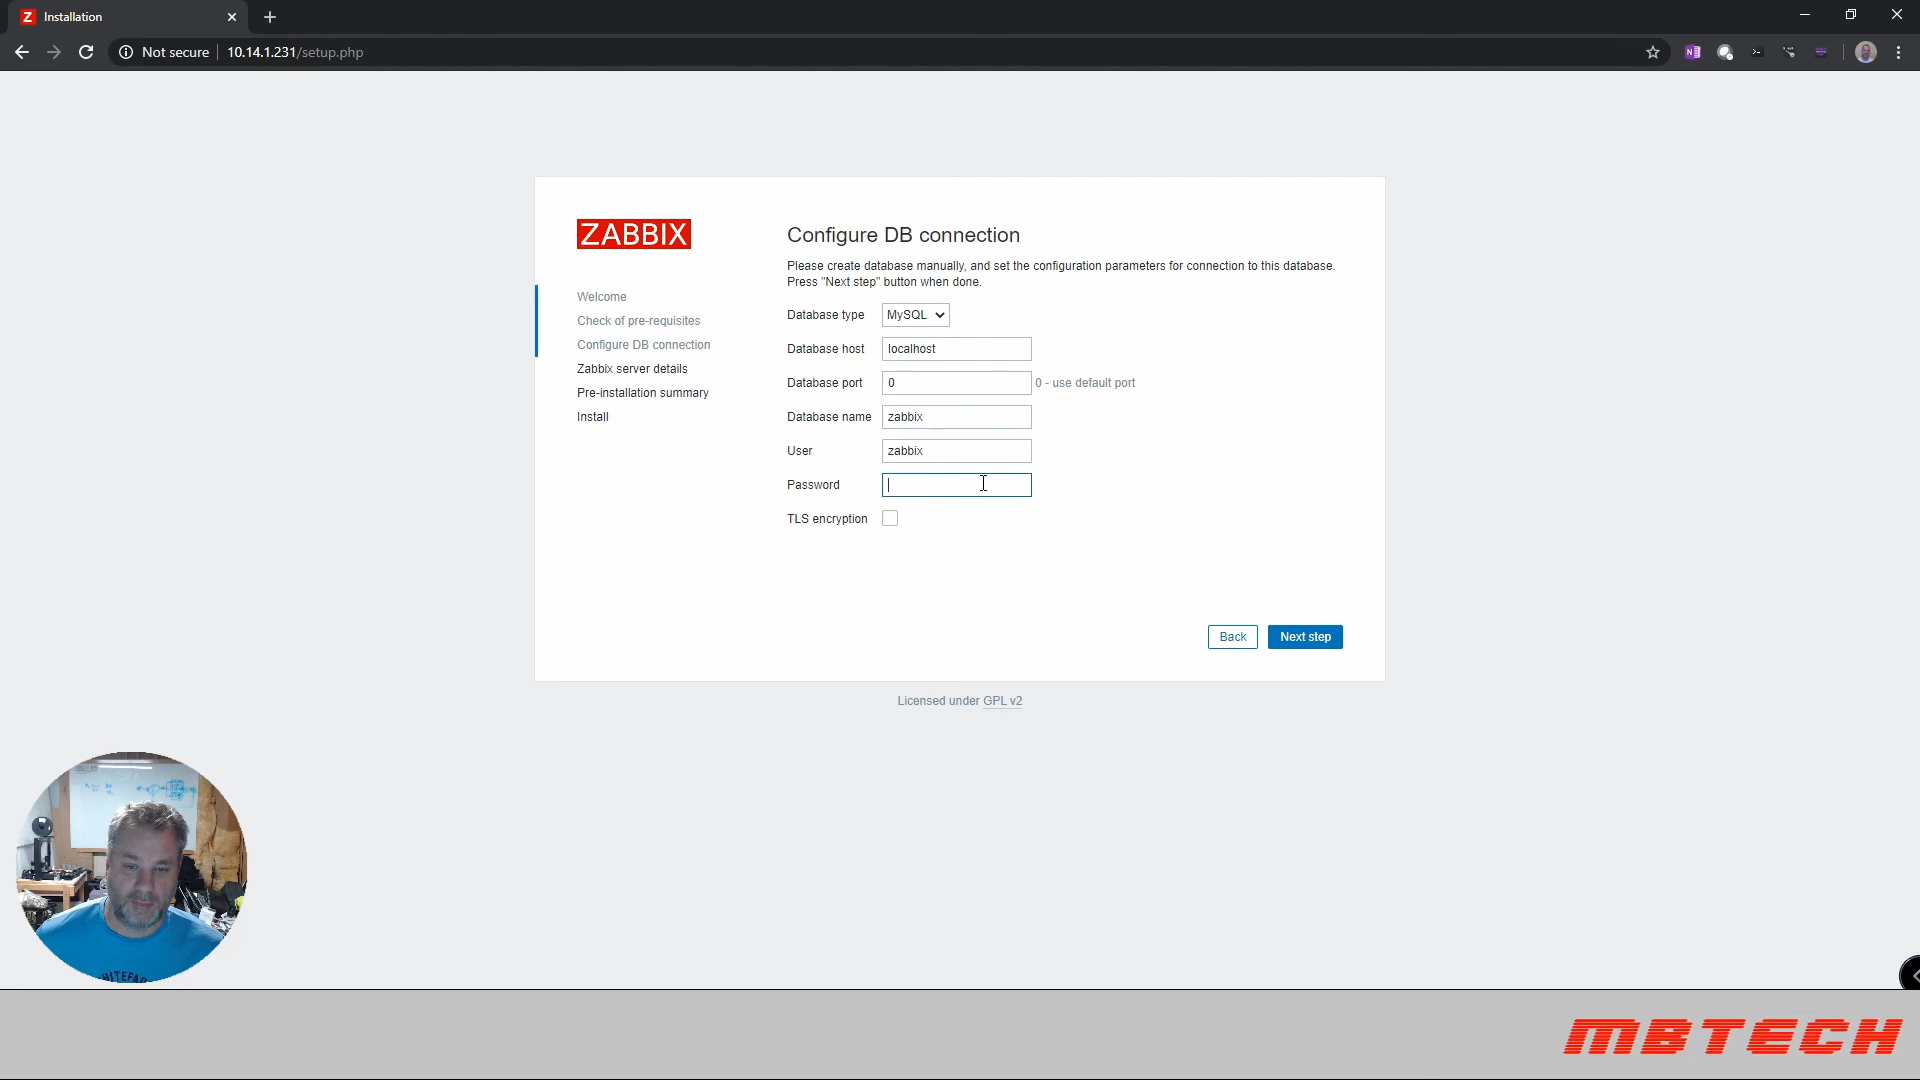 Installation
Not secure
10.14.1.231/setup.php
ZABBIX
Configure DB connection
Please create database manually, and set the configuration parameters for connection to this database.
Press "Next step" button when done.
Welcome
Check of pre-requisites
Configure DB connection
Zabbix server details
Pre-installation summary
Install
Database type MySQL
Database host localhost
Database port 0 0 - use default port
Database name zabbix
User zabbix
Password
TLS encryption
Back Next step
Licensed under GPL v2
MBTECH